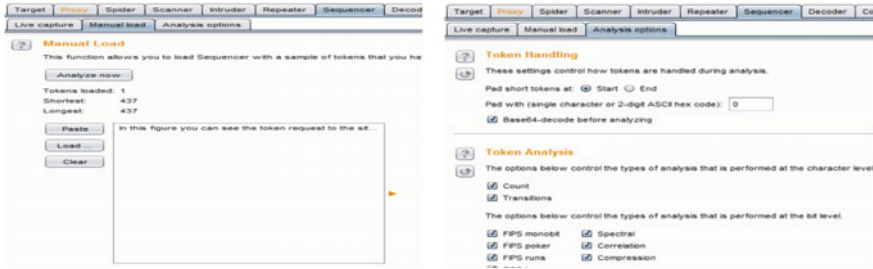 Target Proxy Spider Scanner Intruder Repeater Sequencer Decod
Live capture Manual load Analysis options
? Manual Load
This function allows you to load Sequencer with a sample of tokens that you ha
Analyze now
Tokens loaded: 1
Shortest: 437
Longest: 437
Paste
In this figure you can see the token request to the sit...
Load ...
Clear
Target Proxy Spider Scanner Intruder Repeater Sequencer Decoder Co
Live capture Manual load Analysis options
? Token Handling
These settings control how tokens are handled during analysis.
Pad short tokens at: Start End
Pad with (single character or 2-digit ASCII hex code): 0
Base64-decode before analyzing
? Token Analysis
The options below control the types of analysis that is performed at the character level
Count
Transitions
The options below control the types of analysis that is performed at the bit level.
FIPS monobit Spectral
FIPS poker Correlation
FIPS runs Compression